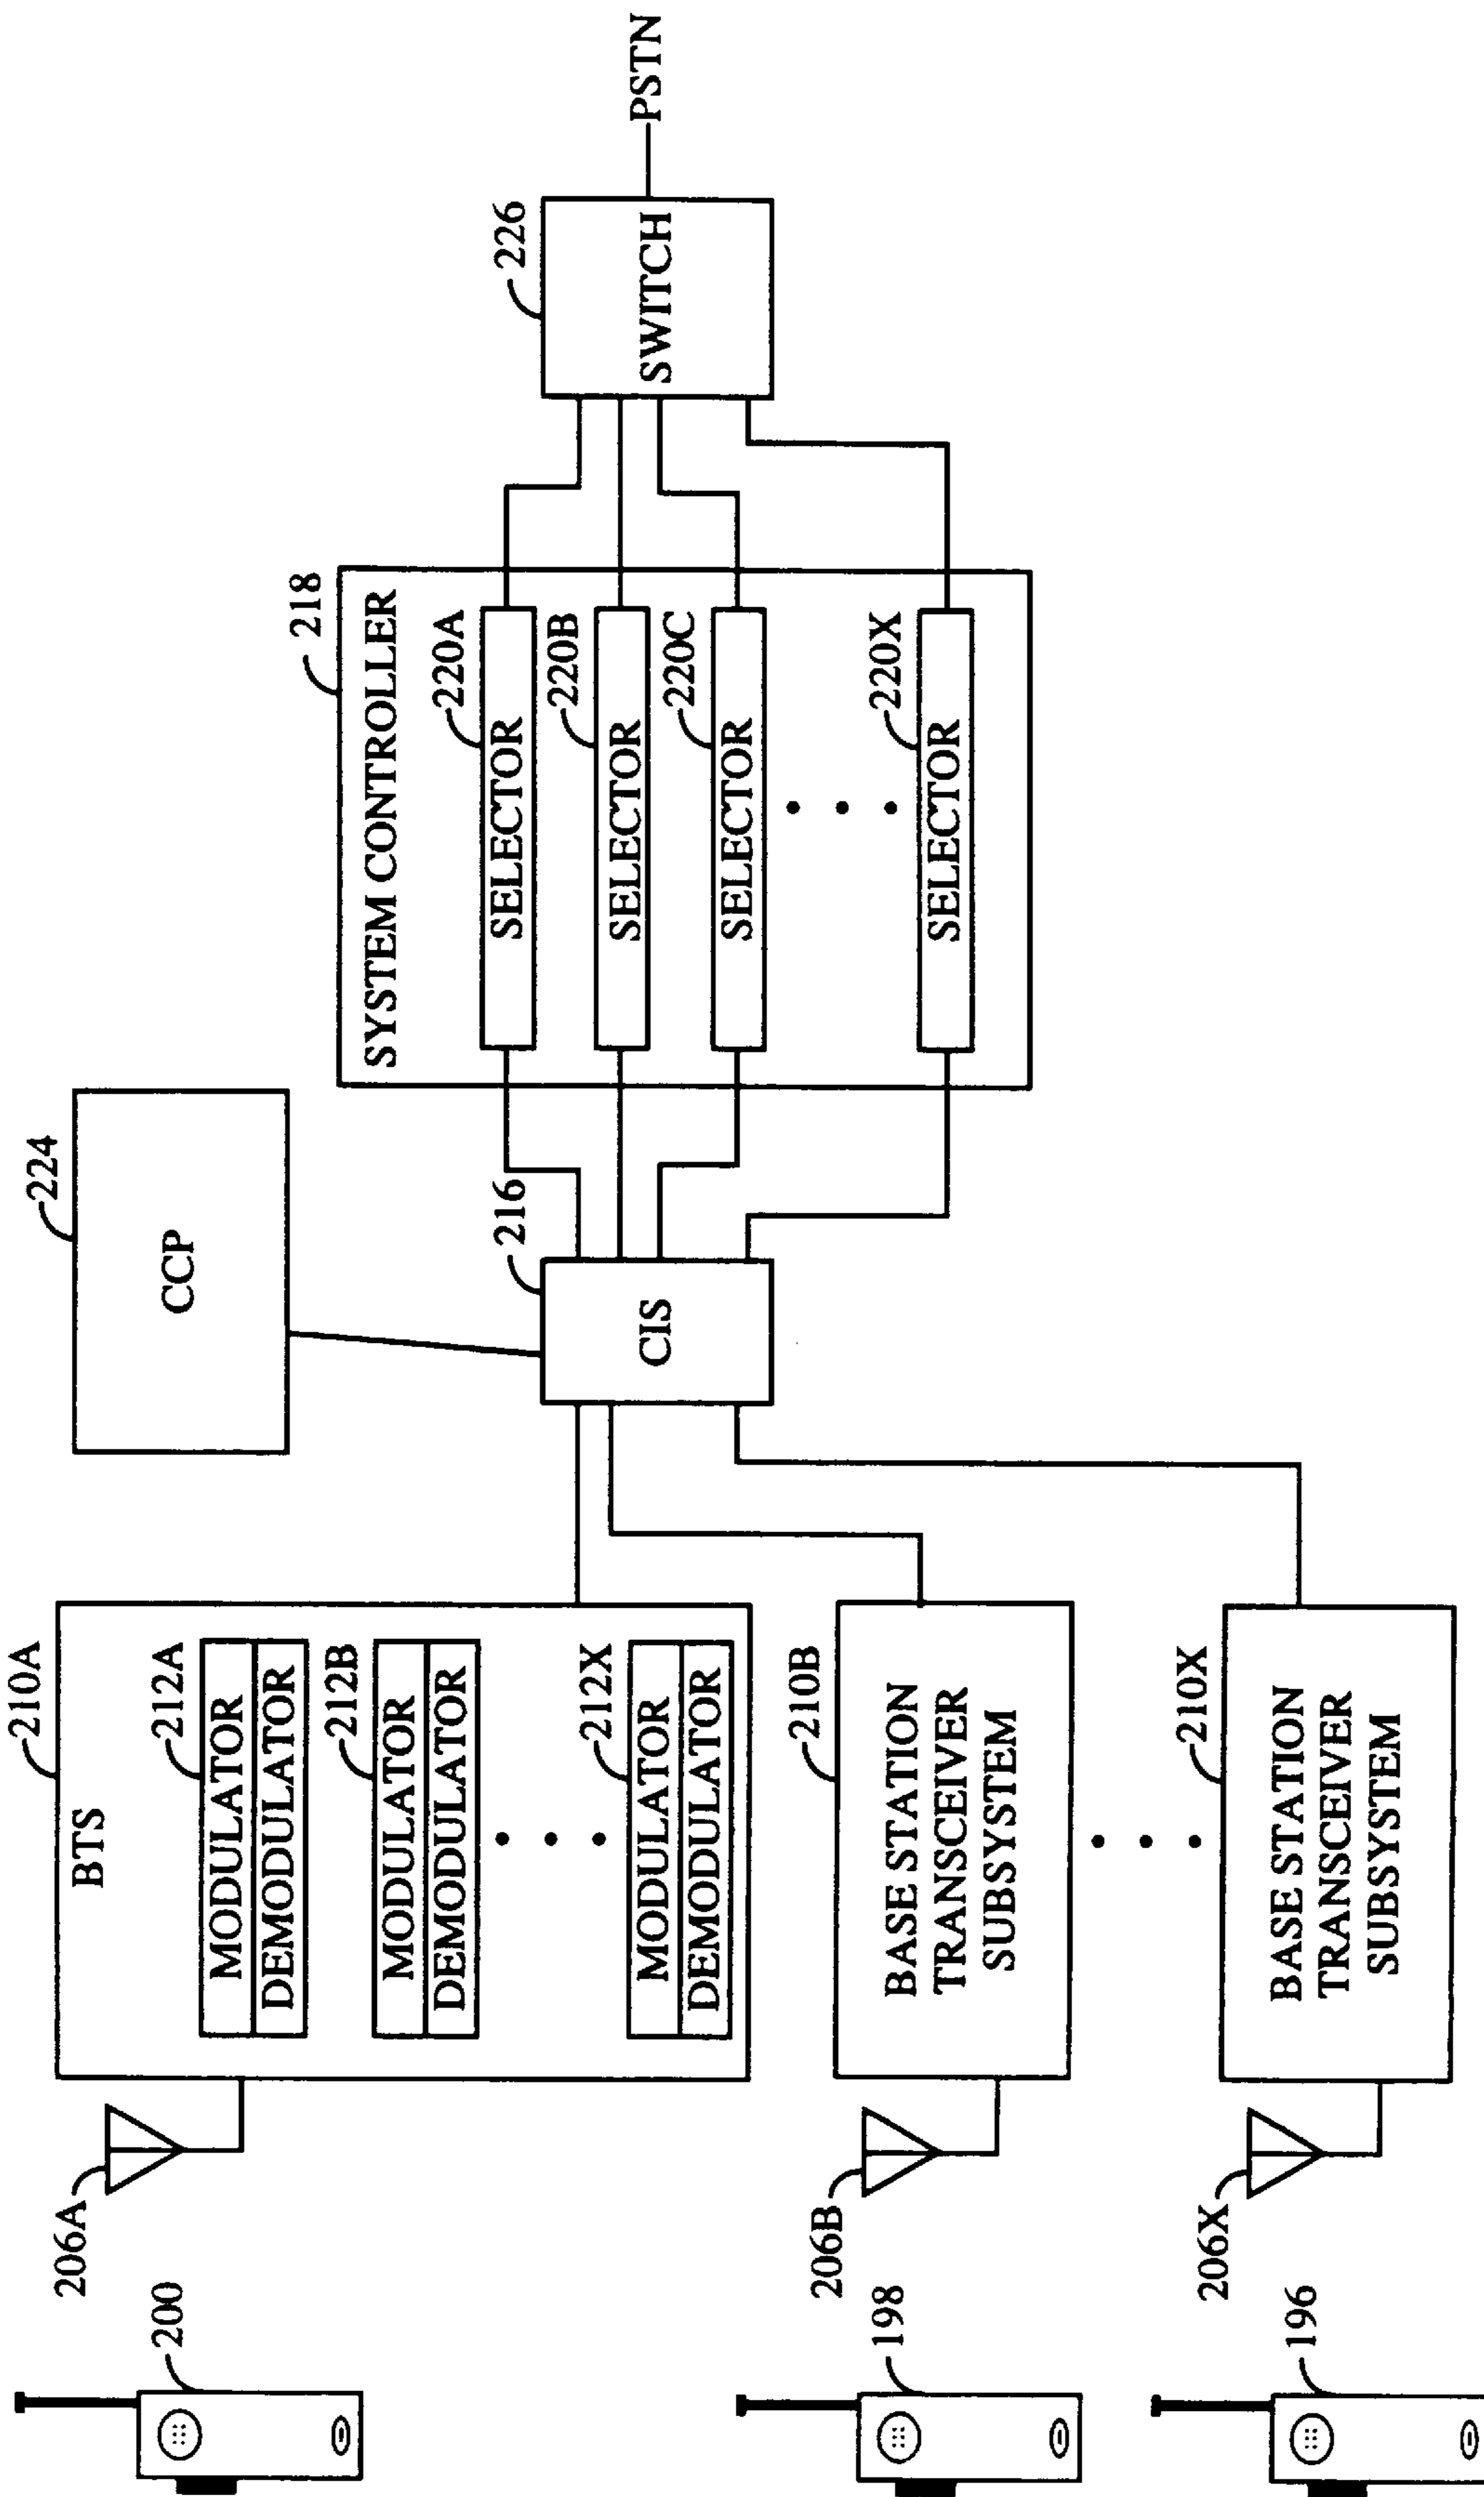 200
198
196
206A
206B
206X
210A
BTS
212A
MODULATOR
DEMODULATOR
212B
MODULATOR
DEMODULATOR
212X
MODULATOR
DEMODULATOR
210B
BASE STATION
TRANSCEIVER
SUBSYSTEM
210X
BASE STATION
TRANSCEIVER
SUBSYSTEM
224
CCP
216
CIS
218
SYSTEM CONTROLLER
220A
SELECTOR
220B
SELECTOR
220C
SELECTOR
220X
SELECTOR
226
SWITCH
PSTN